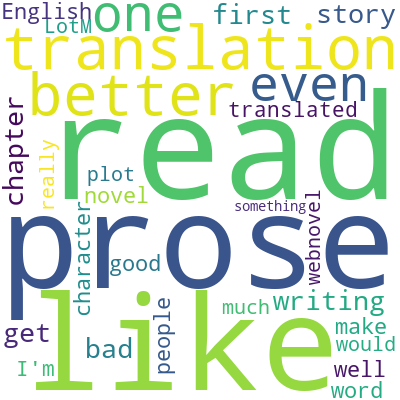 English
LotM
one
first
story
translation
better
even
translated
chapter
really
read
plot
novel
something
prose
character
good
webnovel
like
people
much
writing
get
bad
make
would
I'm
well
word